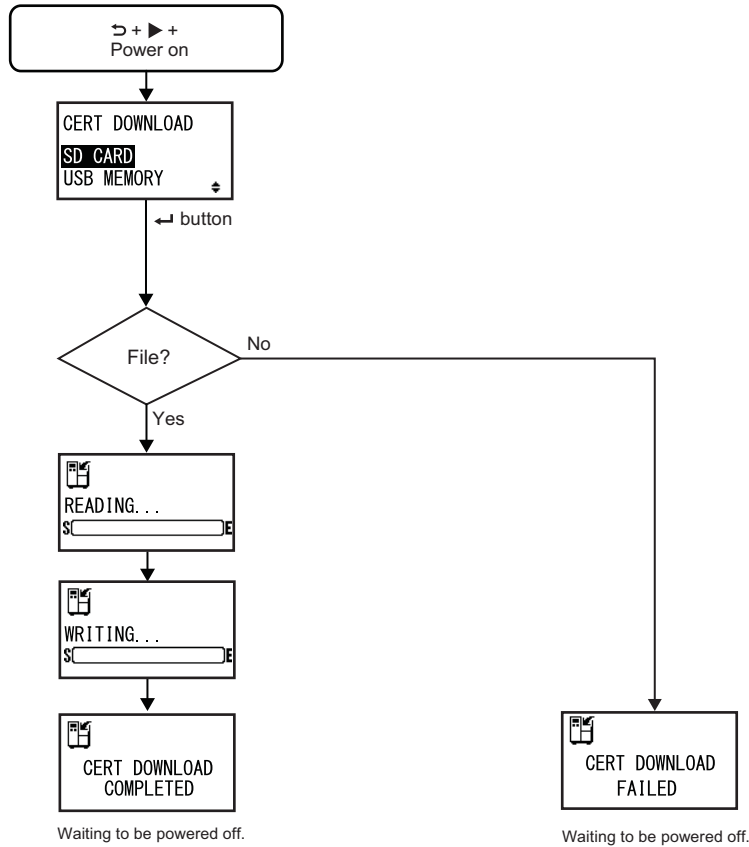 ⮌ + ▶ +
Power on
CERT DOWNLOAD
SD CARD
USB MEMORY
↵ button
File?
No
Yes
READING...
S E
WRITING...
S E
CERT DOWNLOAD
COMPLETED
Waiting to be powered off.
CERT DOWNLOAD
FAILED
Waiting to be powered off.